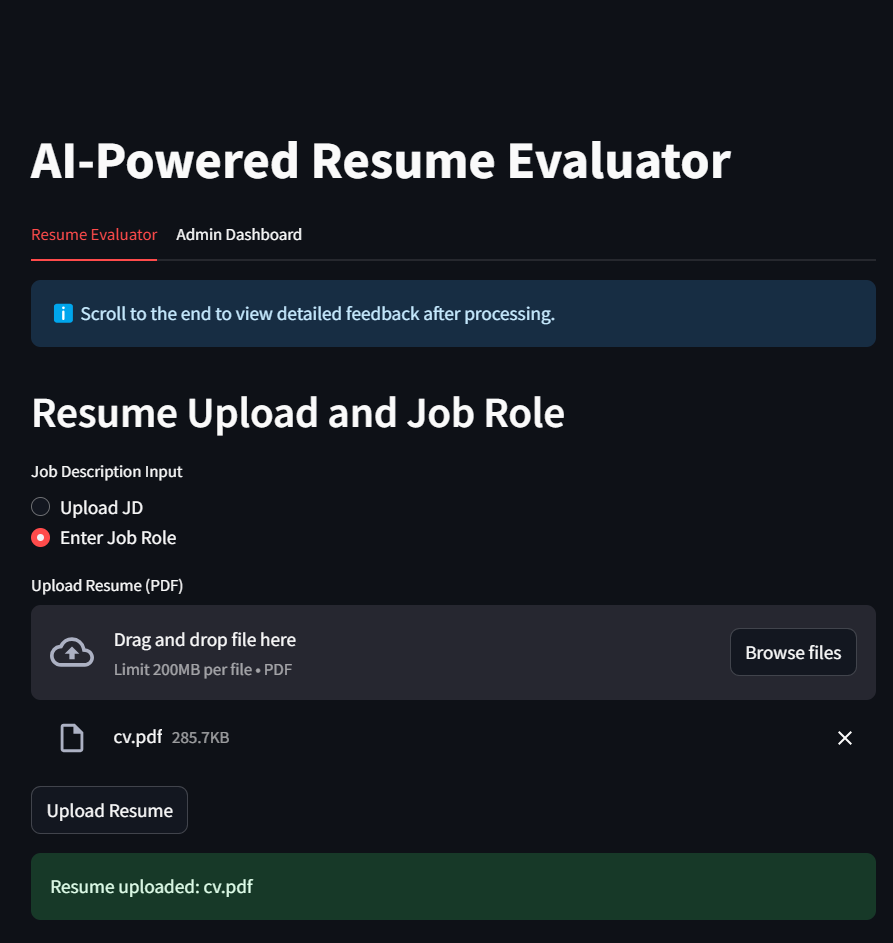 AI-Powered Resume Evaluator
Resume Evaluator Admin Dashboard
i Scroll to the end to view detailed feedback after processing.
Resume Upload and Job Role
Job Description Input
Upload JD
Enter Job Role
Upload Resume (PDF)
Drag and drop file here
Limit 200MB per file • PDF
Browse files
cv.pdf 285.7KB
Upload Resume
Resume uploaded: cv.pdf